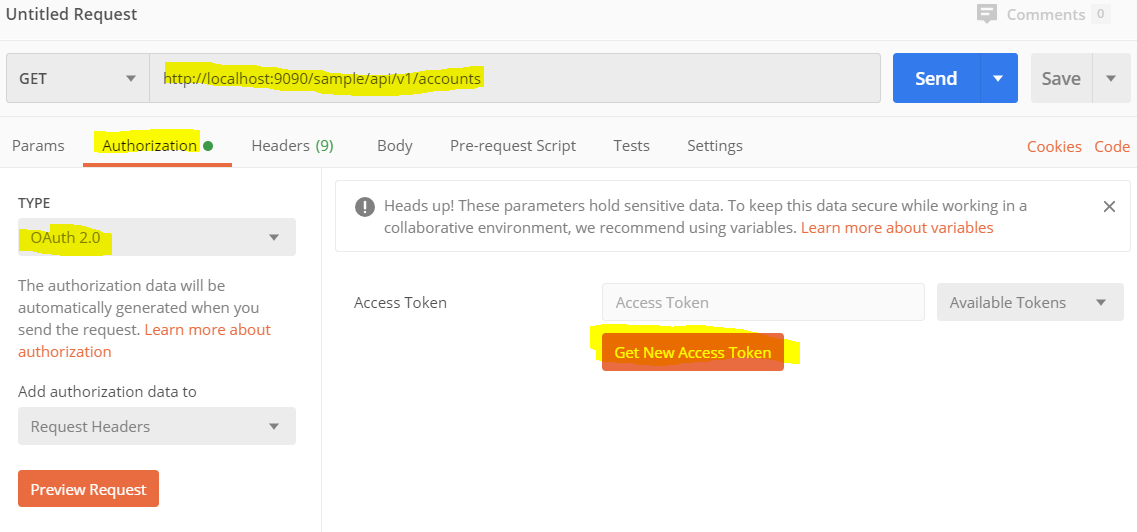 Untitled Request
Comments 0
GET
http://localhost:9090/sample/api/v1/accounts
Send
Save
Params
Authorization
Headers (9)
Body
Pre-request Script
Tests
Settings
Cookies
Code
TYPE
OAuth 2.0
The authorization data will be
automatically generated when you
send the request. Learn more about
authorization
Add authorization data to
Request Headers
Preview Request
Heads up! These parameters hold sensitive data. To keep this data secure while working in a
collaborative environment, we recommend using variables. Learn more about variables
Access Token
Access Token
Available Tokens
Get New Access Token